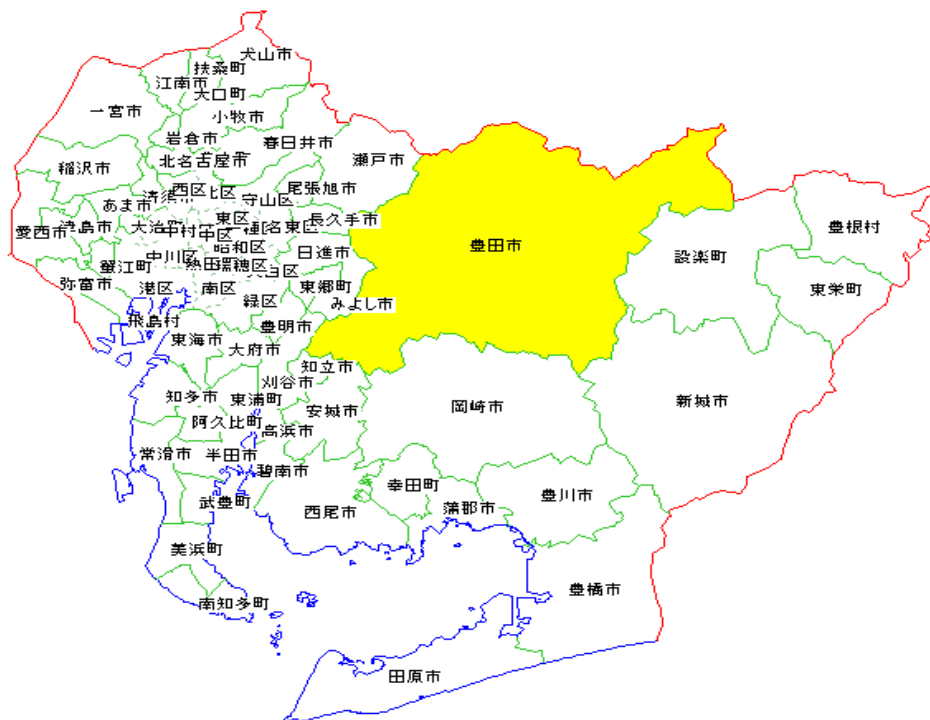 犬山市
扶桑町
江南市
大口町
一宮市
小牧市
岩倉市
春日井市
北名古屋市
瀬戸市
稲沢市
西区
尾張旭市
守山区
あま市
東区
長久手市
愛西市
大治町
中村
中区
名東区
豊根村
昭和区
日進市
豊田市
設楽町
中川区
蟹江町
瑞穂区
弥富市
港区
南区
東郷町
東栄町
緑区
みよし市
飛島村
豊明市
東海市
大府市
知立市
刈谷市
知多市
東浦町
新城市
安城市
岡崎市
阿久比町
高浜市
常滑市
半田市
碧南市
幸田町
豊川市
武豊町
西尾市
蒲郡市
美浜町
豊橋市
南知多町
田原市